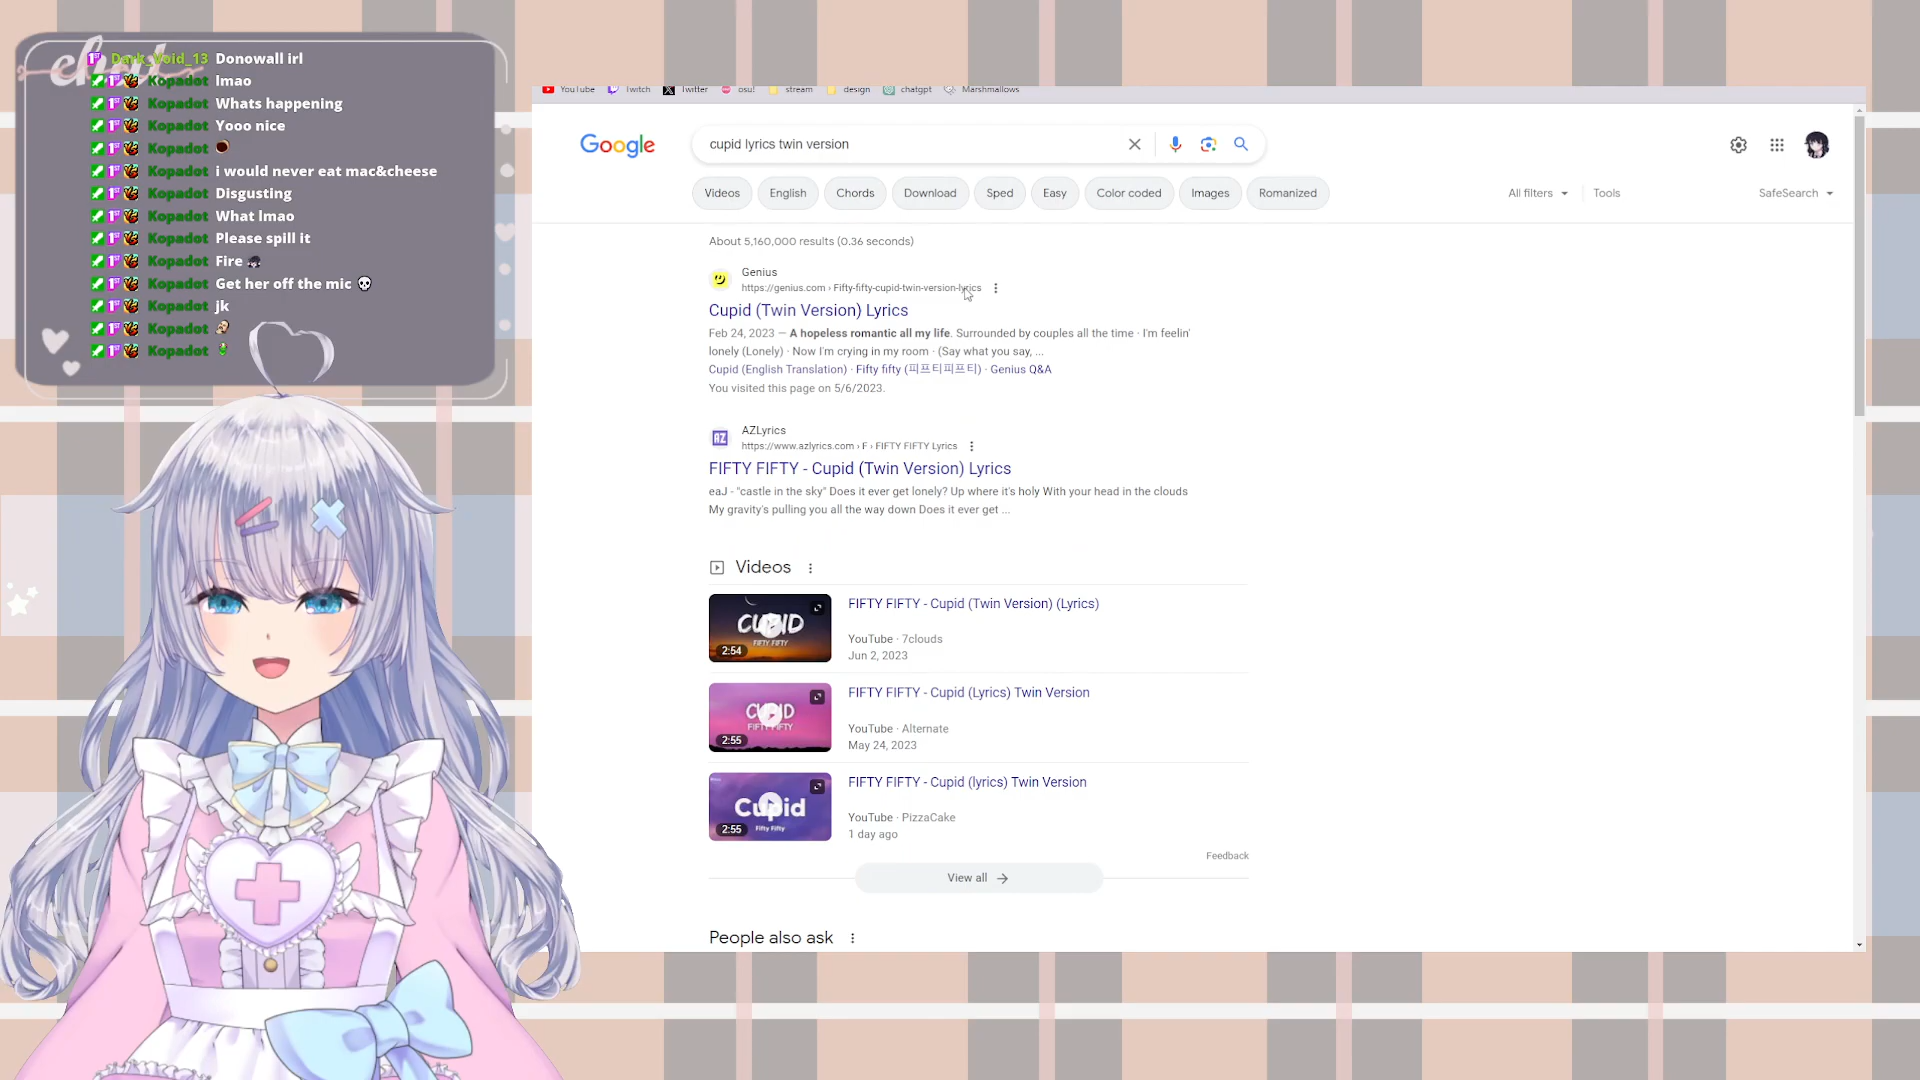 chat
Dark_Void_13 Donowall irl
Kopadot lmao
Kopadot Whats happening
Kopadot Yooo nice
Kopadot
Kopadot i would never eat mac&cheese
Kopadot Disgusting
Kopadot What lmao
Kopadot Please spill it
Kopadot Fire
Kopadot Get her off the mic
Kopadot jk
Kopadot
Kopadot
YouTube Twitch Twitter osu! stream design chatgpt Marshmallows
Google
cupid lyrics twin version
Videos English Chords Download Sped Easy Color coded Images Romanized All filters Tools SafeSearch
About 5,160,000 results (0.36 seconds)
Genius
https://genius.com › Fifty-fifty-cupid-twin-version-lyrics
Cupid (Twin Version) Lyrics
Feb 24, 2023 — A hopeless romantic all my life. Surrounded by couples all the time · I'm feelin'
lonely (Lonely) · Now I'm crying in my room · (Say what you say, ...
Cupid (English Translation) · Fifty fifty (피프티피프티) · Genius Q&A
You visited this page on 5/6/2023.
AZ
AZLyrics
https://www.azlyrics.com › F › FIFTY FIFTY Lyrics
FIFTY FIFTY - Cupid (Twin Version) Lyrics
eaJ - "castle in the sky" Does it ever get lonely? Up where it's holy With your head in the clouds
My gravity's pulling you all the way down Does it ever get ...
Videos
CUPID
FIFTY FIFTY
2:54
FIFTY FIFTY - Cupid (Twin Version) (Lyrics)
YouTube · 7clouds
Jun 2, 2023
CUPID
FIFTY FIFTY
2:55
FIFTY FIFTY - Cupid (Lyrics) Twin Version
YouTube · Alternate
May 24, 2023
Cupid
Fifty Fifty
2:55
FIFTY FIFTY - Cupid (lyrics) Twin Version
YouTube · PizzaCake
1 day ago
Feedback
View all
People also ask